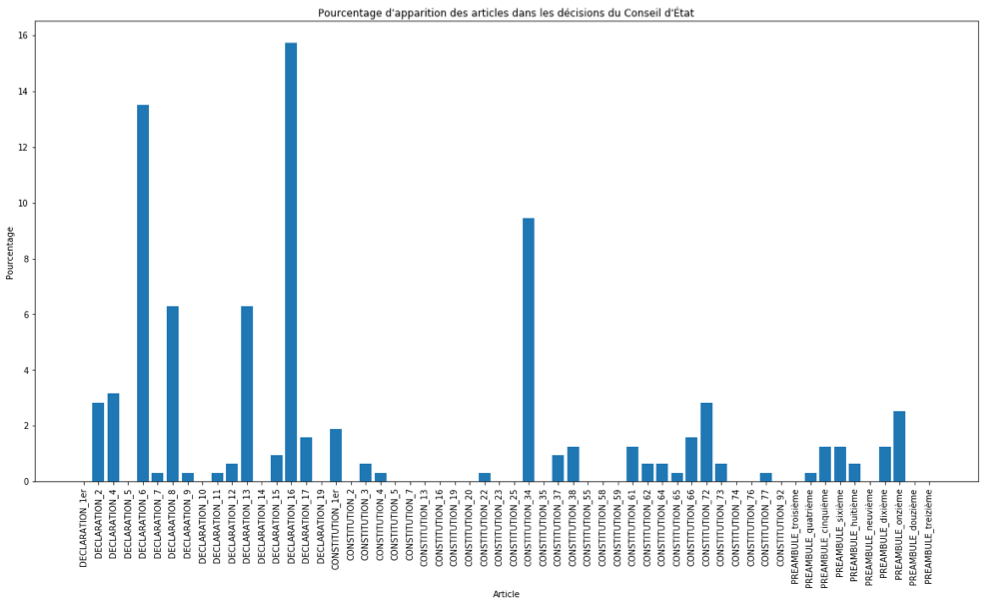 Pourcentage d'apparition des articles dans les décisions du Conseil d'État
16
14
12
10
8
6
4
2
0
Pourcentage
DECLARATION_1er
DECLARATION_2
DECLARATION_4
DECLARATION_5
DECLARATION_6
DECLARATION_7
DECLARATION_8
DECLARATION_9
DECLARATION_10
DECLARATION_11
DECLARATION_12
DECLARATION_13
DECLARATION_14
DECLARATION_15
DECLARATION_16
DECLARATION_17
DECLARATION_19
CONSTITUTION_1er
CONSTITUTION_2
CONSTITUTION_3
CONSTITUTION_4
CONSTITUTION_5
CONSTITUTION_7
CONSTITUTION_13
CONSTITUTION_16
CONSTITUTION_19
CONSTITUTION_20
CONSTITUTION_22
CONSTITUTION_23
CONSTITUTION_25
CONSTITUTION_34
CONSTITUTION_35
CONSTITUTION_37
CONSTITUTION_38
CONSTITUTION_55
CONSTITUTION_58
CONSTITUTION_59
CONSTITUTION_61
CONSTITUTION_62
CONSTITUTION_64
CONSTITUTION_65
CONSTITUTION_66
CONSTITUTION_72
CONSTITUTION_73
CONSTITUTION_74
CONSTITUTION_76
CONSTITUTION_77
CONSTITUTION_92
PREAMBULE_troisième
PREAMBULE_quatrième
PREAMBULE_cinquième
PREAMBULE_sixième
PREAMBULE_huitième
PREAMBULE_neuvième
PREAMBULE_dixième
PREAMBULE_onzième
PREAMBULE_douzième
PREAMBULE_treizième
Article